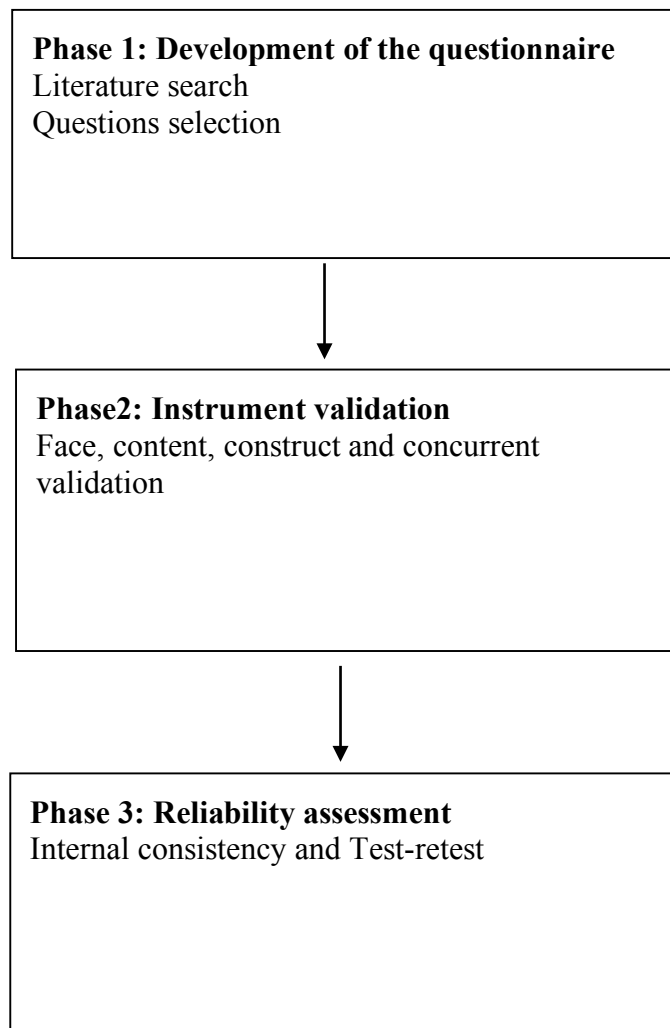 Phase 1: Development of the questionnaire
Literature search
Questions selection
Phase2: Instrument validation
Face, content, construct and concurrent
validation
Phase 3: Reliability assessment
Internal consistency and Test-retest